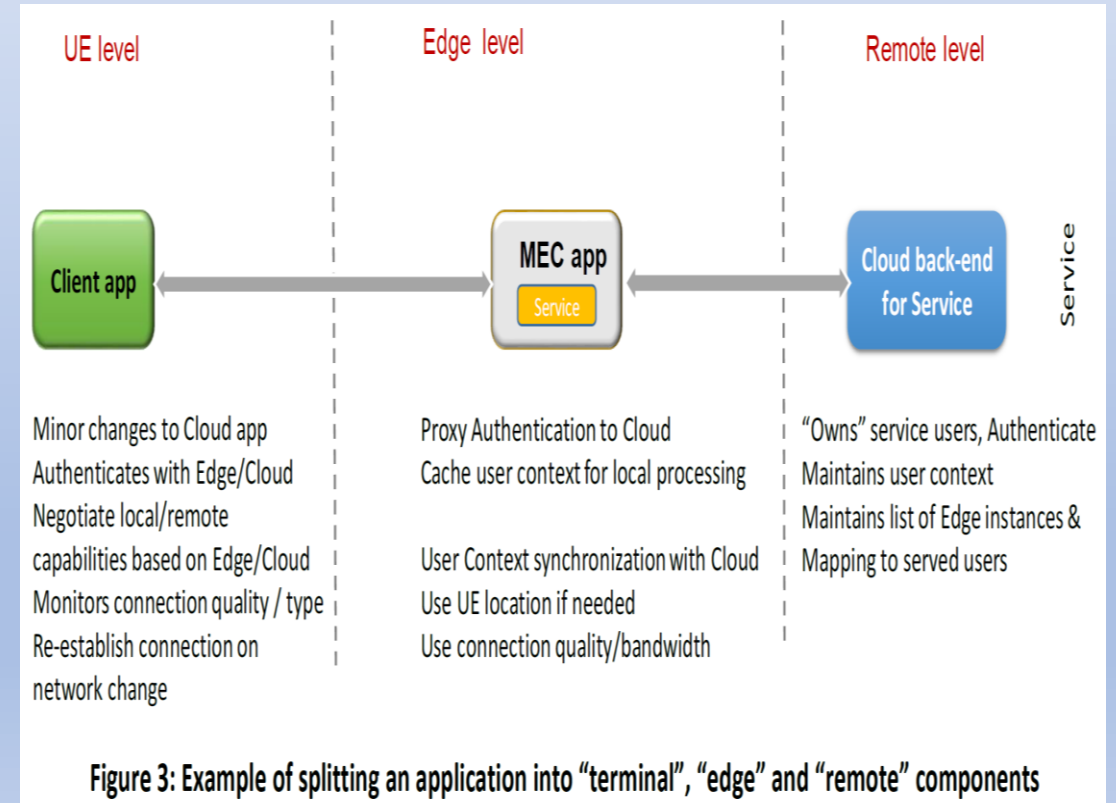 UE level
Edge level
Remote level
Client app
MEC app
Service
Cloud back-end
for Service
Service
Minor changes to Cloud app
Authenticates with Edge/Cloud
Negotiate local/remote
capabilities based on Edge/Cloud
Monitors connection quality / type
Re-establish connection on
network change
Proxy Authentication to Cloud
Cache user context for local processing
User Context synchronization with Cloud
Use UE location if needed
Use connection quality/bandwidth
“Owns” service users, Authenticate
Maintains user context
Maintains list of Edge instances &
Mapping to served users
Figure 3: Example of splitting an application into “terminal”, “edge” and “remote” components